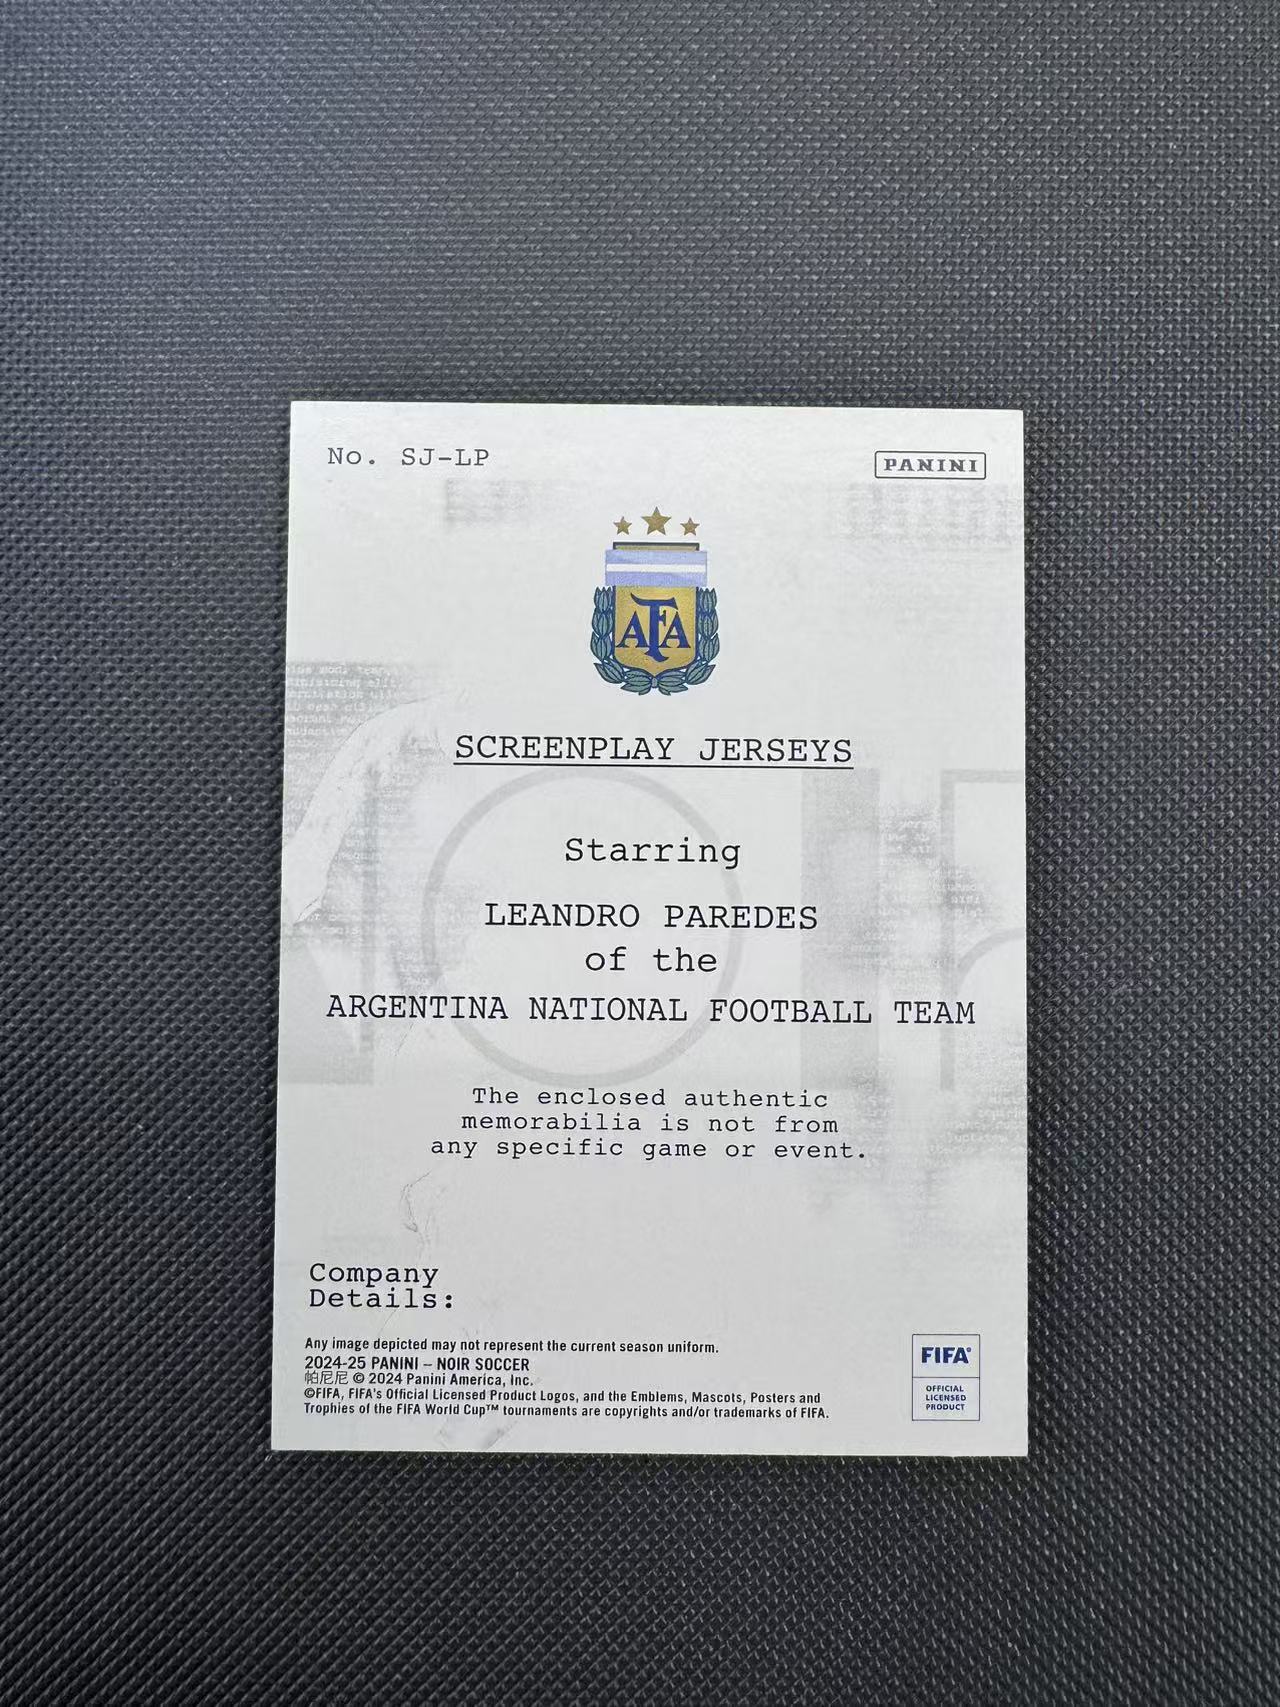 No. SJ-LP
PANINI
AFA
SCREENPLAY JERSEYS
Starring
LEANDRO PAREDES
of the
ARGENTINA NATIONAL FOOTBALL TEAM
The enclosed authentic
memorabilia is not from
any specific game or event.
Company
Details:
Any image depicted may not represent the current season uniform.
2024-25 PANINI – NOIR SOCCER
帕尼尼 © 2024 Panini America, Inc.
©FIFA, FIFA's Official Licensed Product Logos, and the Emblems, Mascots, Posters and
Trophies of the FIFA World Cup™ tournaments are copyrights and/or trademarks of FIFA.
FIFA®
OFFICIAL
LICENSED
PRODUCT